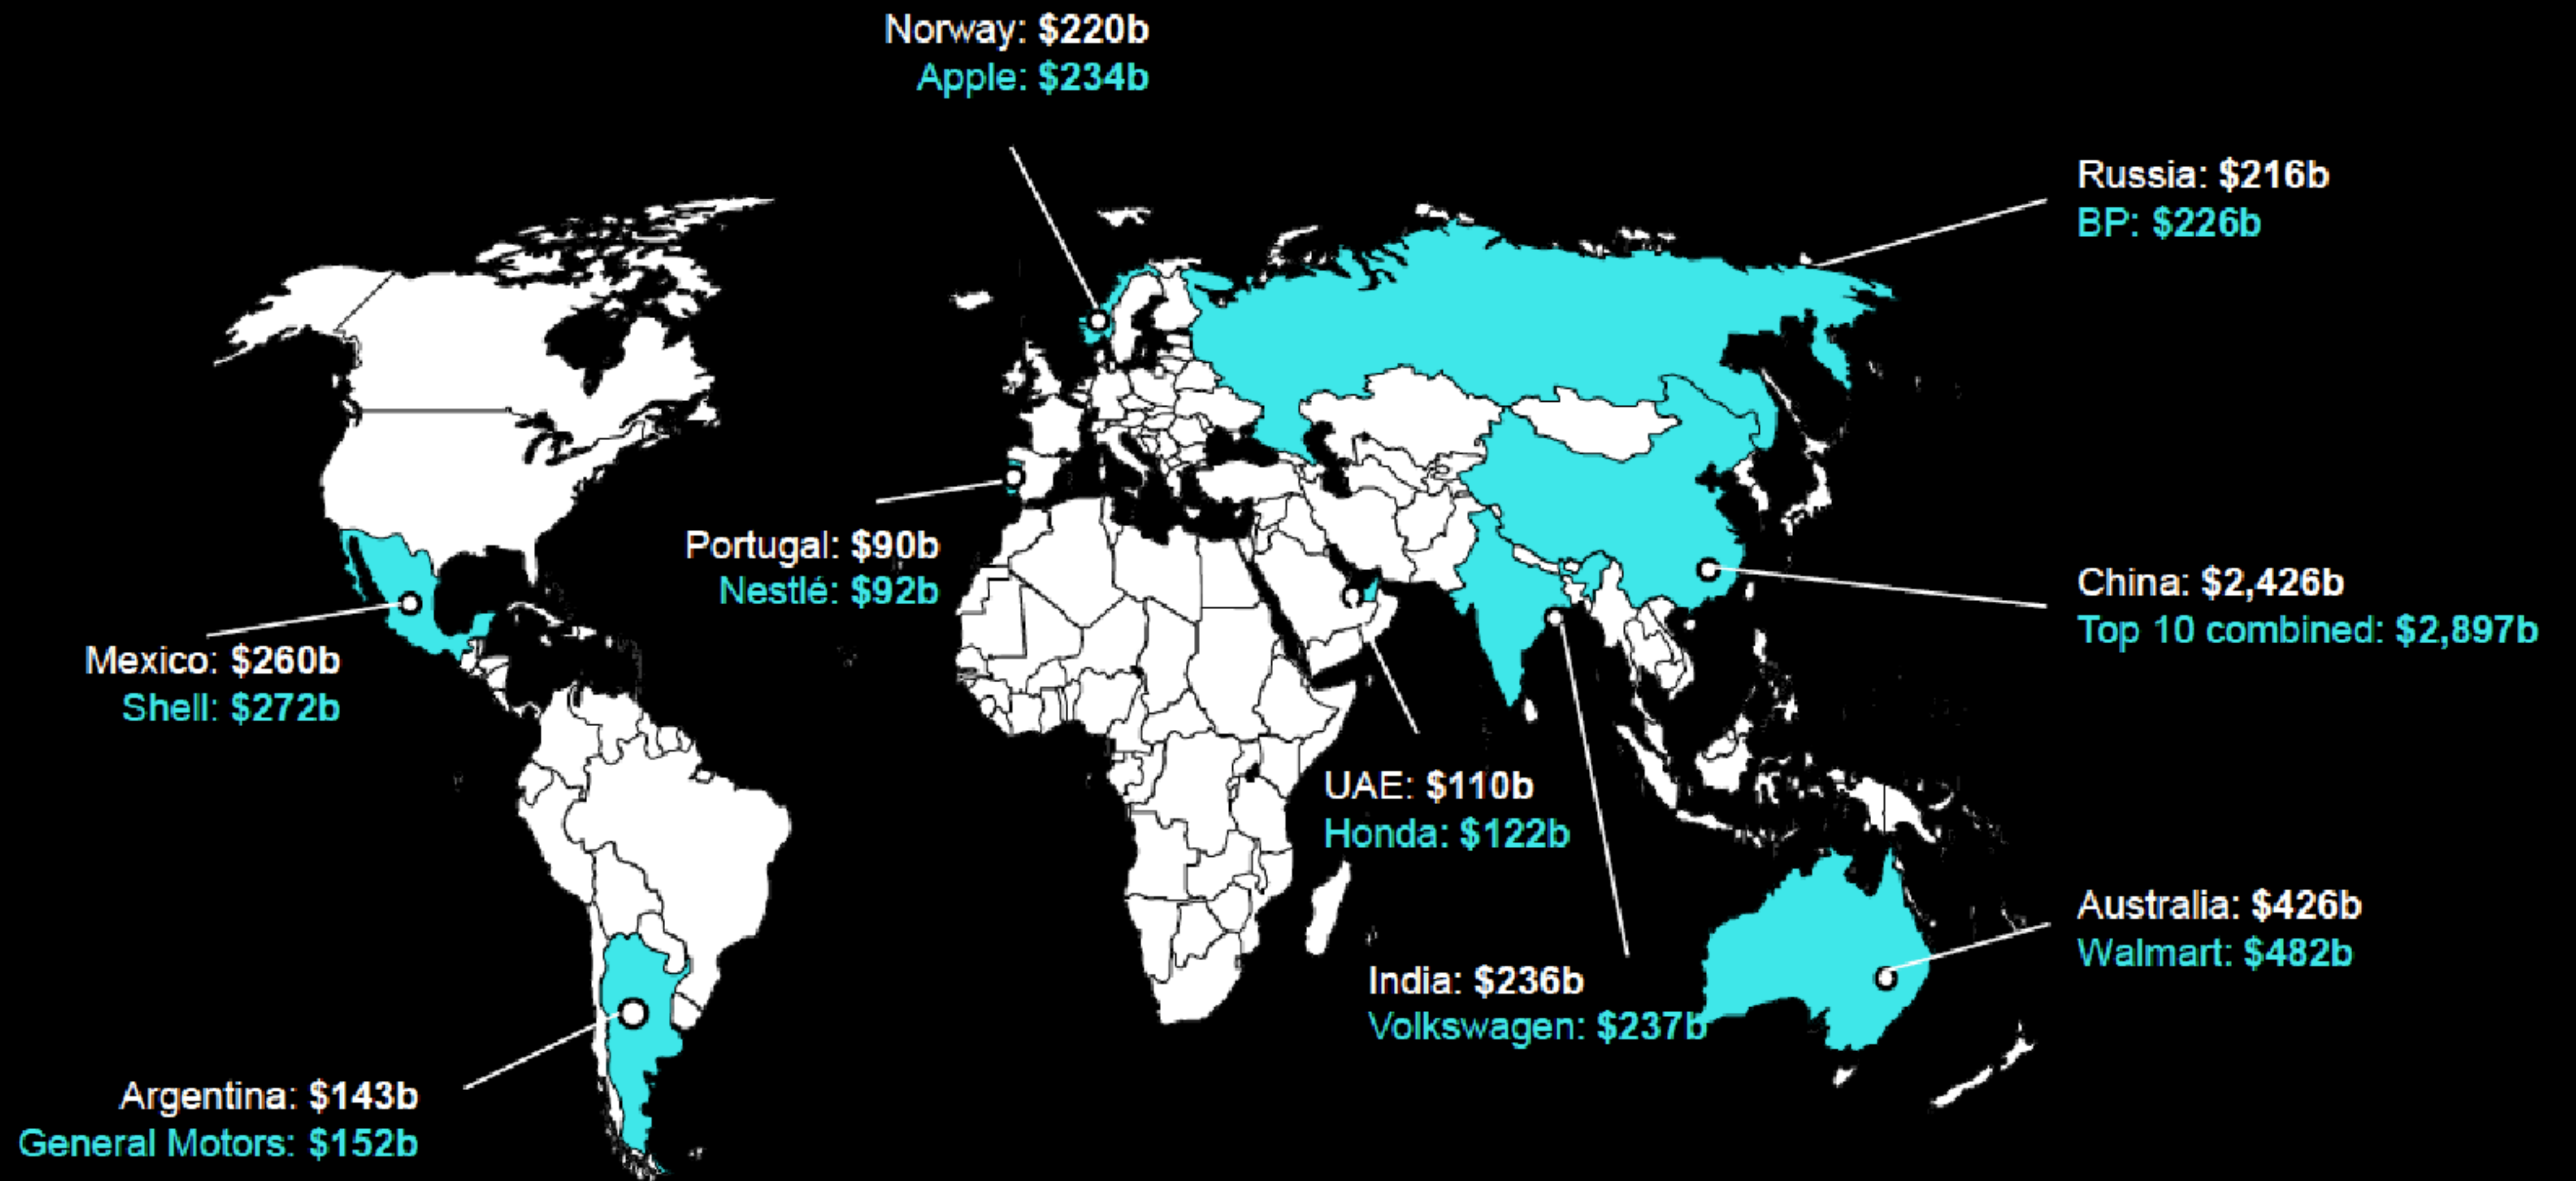 Norway: $220b
Apple: $234b
Russia: $216b
BP: $226b
Portugal: $90b
Nestlé: $92b
China: $2,426b
Top 10 combined: $2,897b
Mexico: $260b
Shell: $272b
UAE: $110b
Honda: $122b
Australia: $426b
Walmart: $482b
India: $236b
Volkswagen: $237b
Argentina: $143b
General Motors: $152b